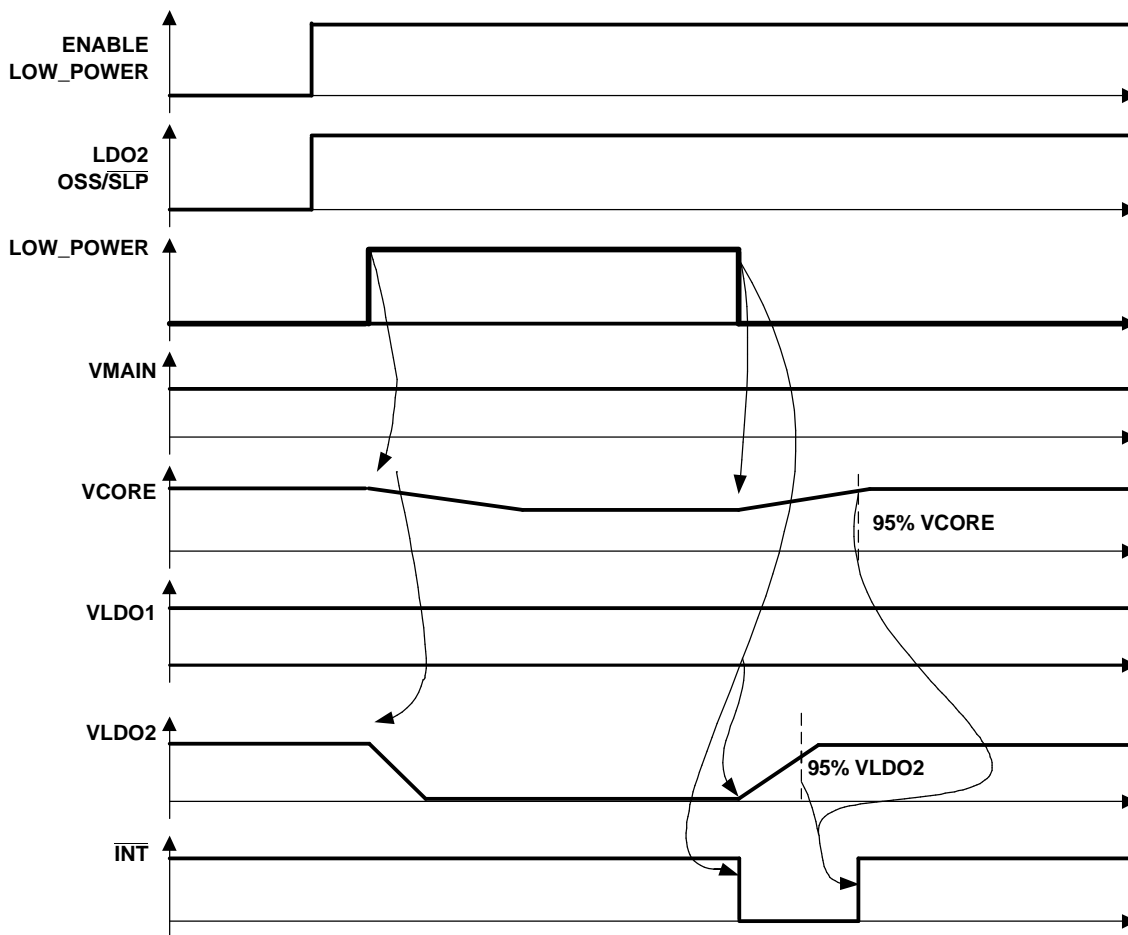 ENABLE
LOW_POWER
LDO2
OSS/SLP
LOW_POWER
VMAIN
VCORE
95% VCORE
VLDO1
VLDO2
95% VLDO2
INT